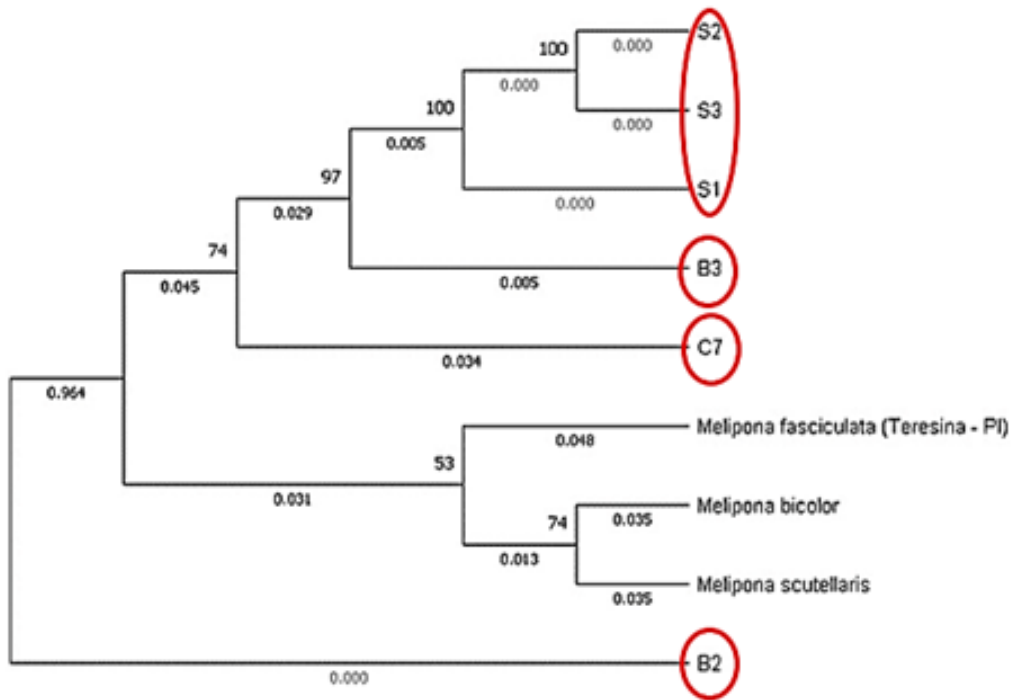 S2
100
0.000
0.000
S3
100
0.000
0.005
S1
97
0.000
0.029
74
B3
0.045
0.005
C7
0.034
0.964
Melipona fasciculata (Teresina - PI)
0.048
53
0.031
Melipona bicolor
74
0.035
0.013
Melipona scutellaris
0.035
B2
0.000